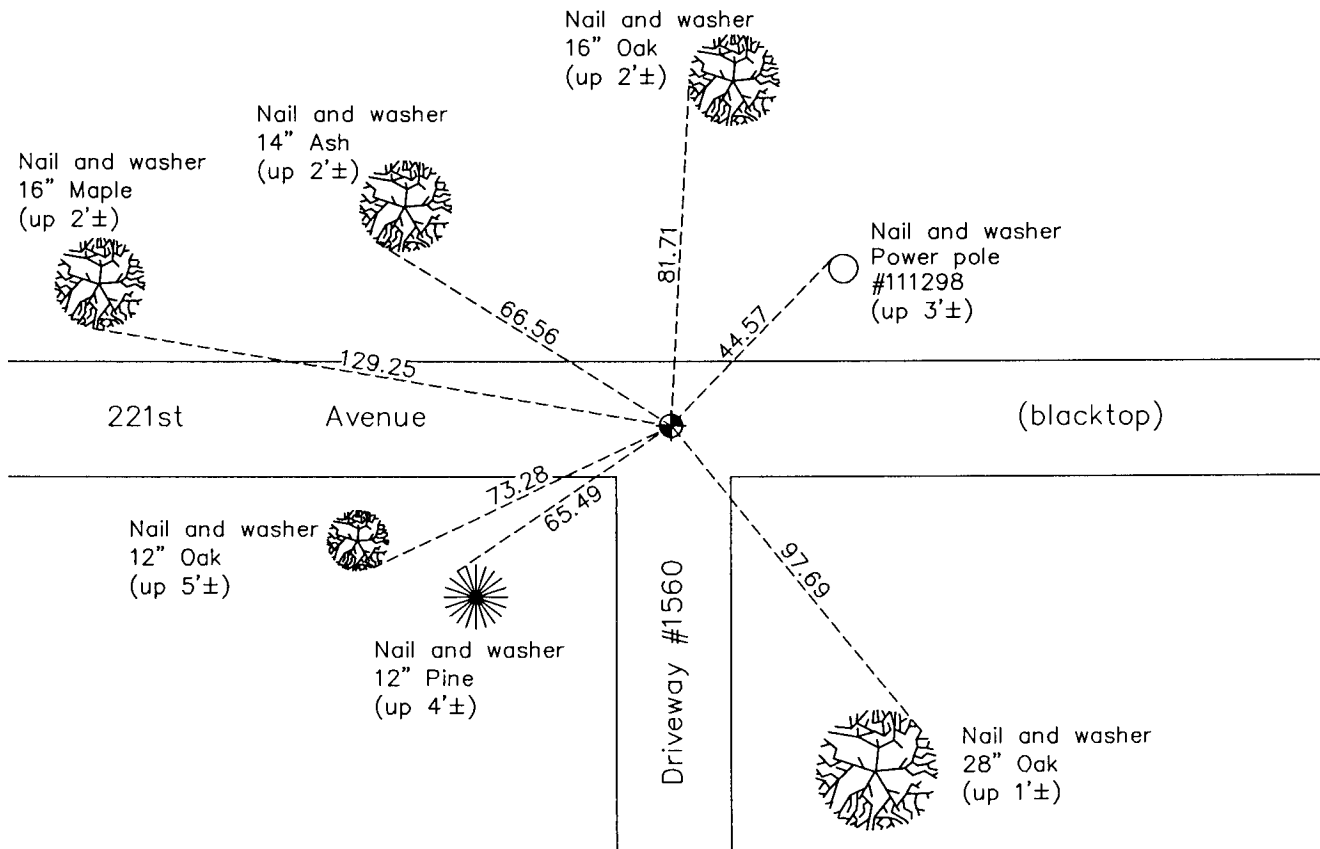 Nail and washer
16" Oak
(up 2'±)
Nail and washer
14" Ash
(up 2'±)
Nail and washer
16" Maple
(up 2'±)
Nail and washer
Power pole
#111298
(up 3'±)
81.71
66.56
44.57
129.25
221st Avenue (blacktop)
73.28
65.49
97.69
Nail and washer
12" Oak
(up 5'±)
Nail and washer
12" Pine
(up 4'±)
Driveway #1560
Nail and washer
28" Oak
(up 1'±)